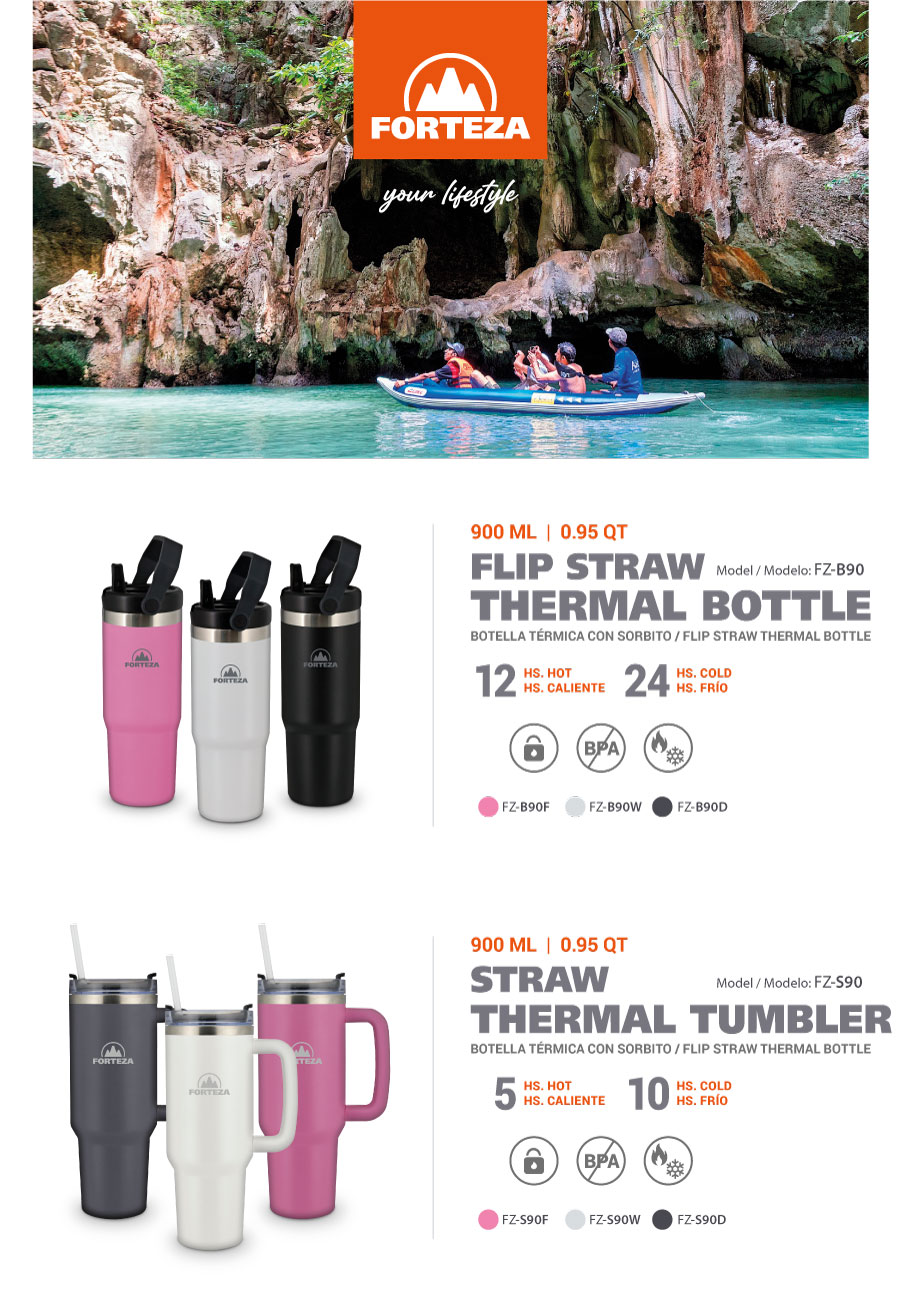 FORTEZA
your lifestyle
900 ML | 0.95 QT
FLIP STRAW Model / Modelo: FZ-B90
THERMAL BOTTLE
BOTELLA TÉRMICA CON SORBITO / FLIP STRAW THERMAL BOTTLE
12 HS. HOT
HS. CALIENTE
24 HS. COLD
HS. FRÍO
BPA
FZ-B90F FZ-B90W FZ-B90D
FORTEZA
FORTEZA
FORTEZA
900 ML | 0.95 QT
STRAW Model / Modelo: FZ-S90
THERMAL TUMBLER
BOTELLA TÉRMICA CON SORBITO / FLIP STRAW THERMAL BOTTLE
5 HS. HOT
HS. CALIENTE
10 HS. COLD
HS. FRÍO
BPA
FZ-S90F FZ-S90W FZ-S90D
FORTEZA
FORTEZA
FORTEZA